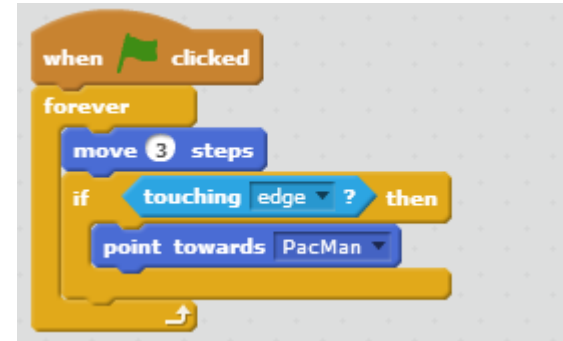 when clicked
forever
move 3 steps
if touching edge ? then
point towards PacMan